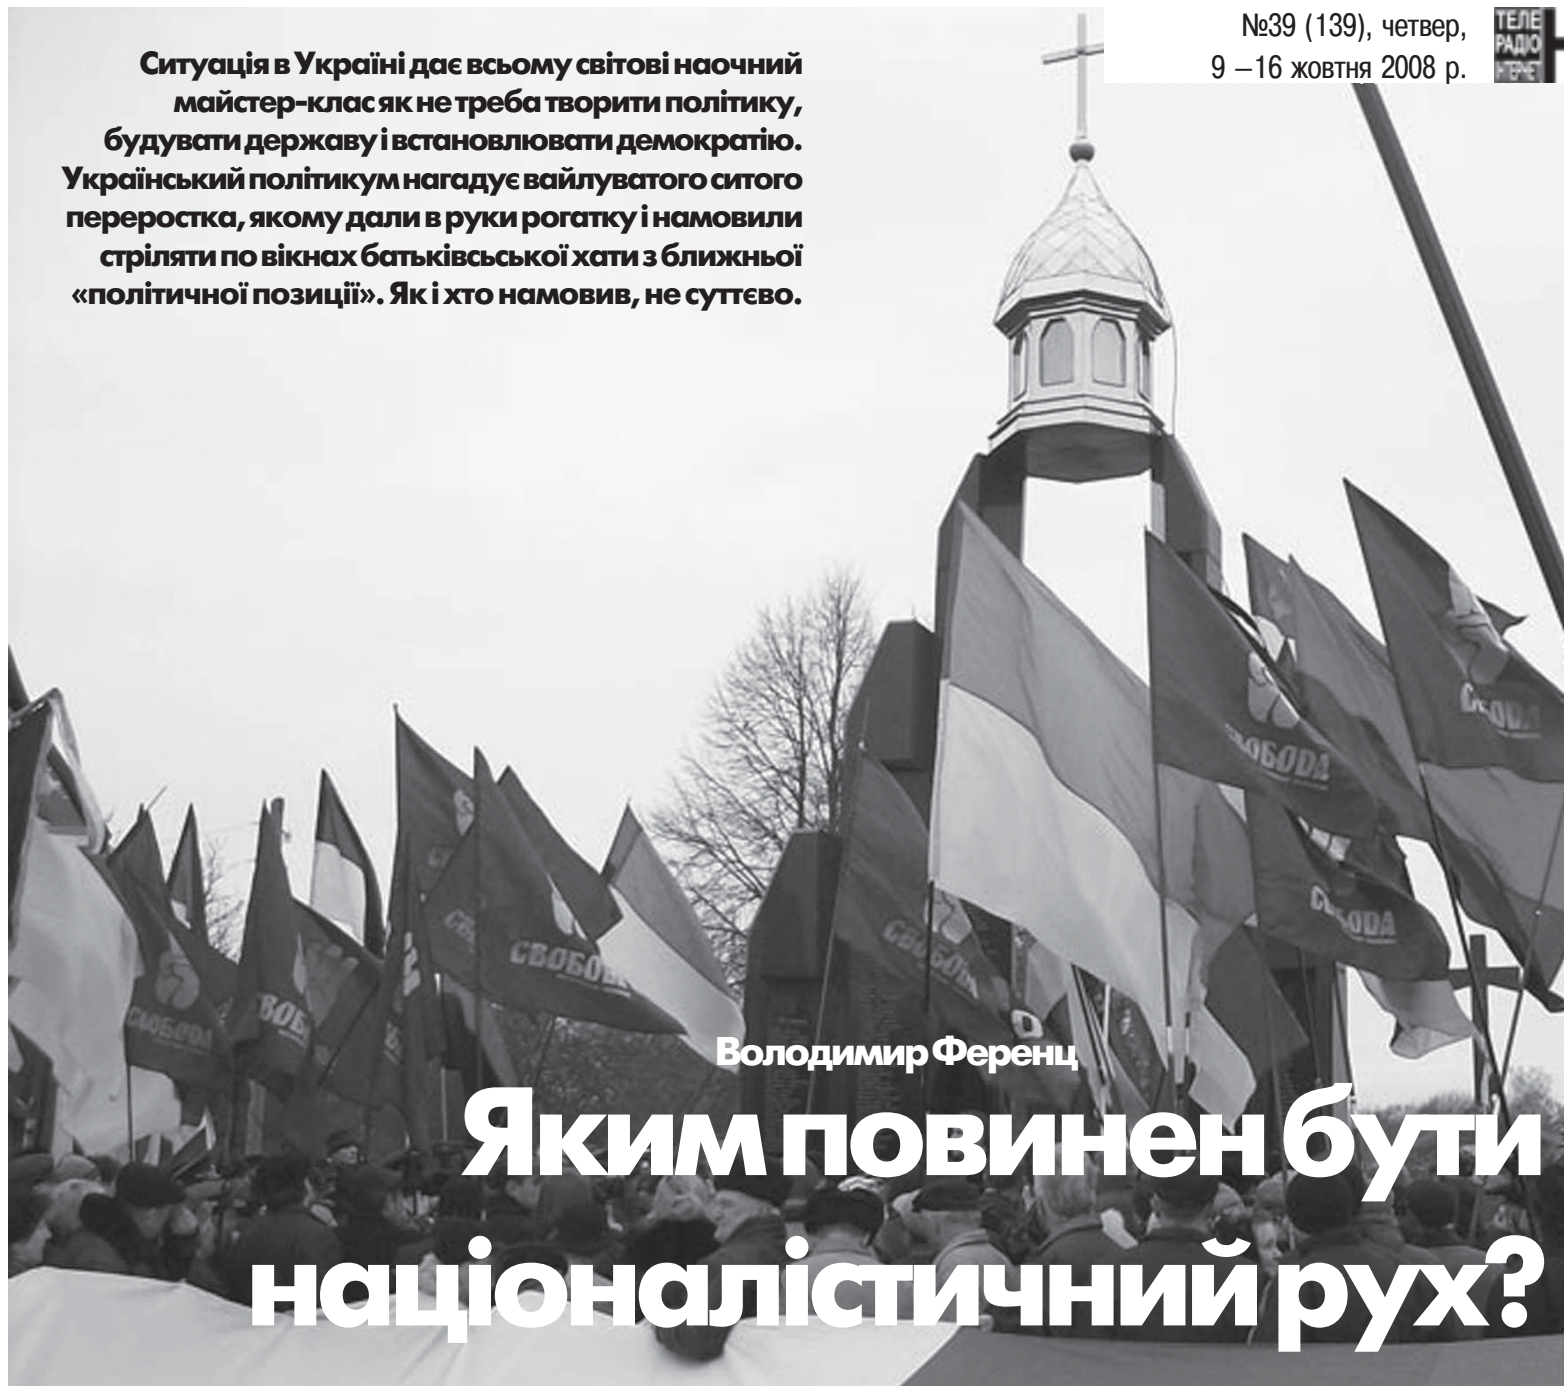 №39 (139), четвер,
9 –16 жовтня 2008 р.
ТЕЛЕ
РАДІО
Ситуація в Україні дає всьому світові наочний
майстер-клас як не треба творити політику,
будувати державу і встановлювати демократію.
Український політикум нагадує вайлуватого ситого
переростка, якому дали в руки рогатку і намовили
стріляти по вікнах батьківсьської хати з ближньої
«політичної позиції». Як і хто намовив, не суттєво.
СВОБОДА
СВОБОДА
СВОБОДА
СВОБОДА
Володимир Ференц
Яким повинен бути
націоналістичний рух?